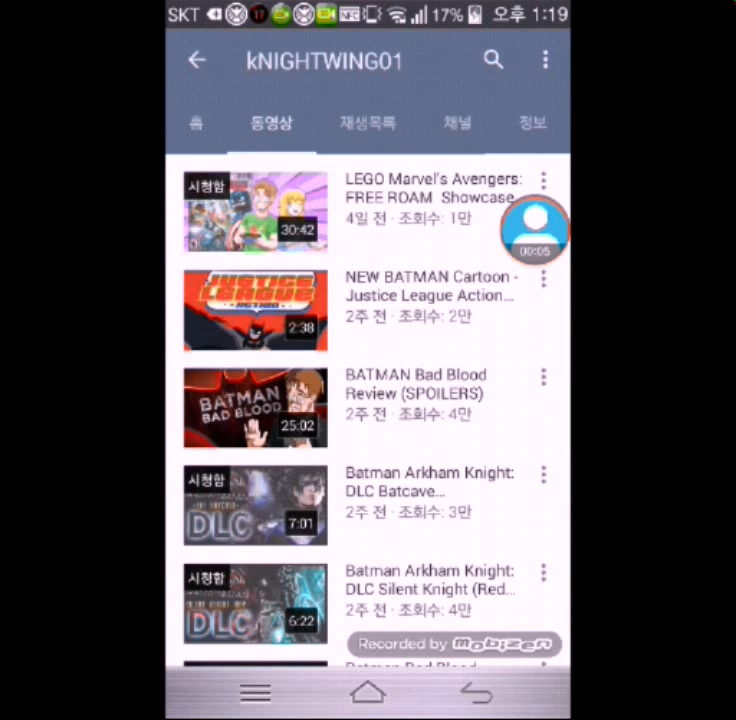 SKT
17
NFC
17%
오후 1:19
kNIGHTWING01
홈
동영상
재생목록
채널
정보
시청함
30:42
LEGO Marvel's Avengers:
FREE ROAM Showcase
4일 전 · 조회수: 1만
00:05
JUSTICE
LEAGUE
ACTION
2:38
NEW BATMAN Cartoon -
Justice League Action...
2주 전 · 조회수: 2만
BATMAN
BAD BLOOD
25:02
BATMAN Bad Blood
Review (SPOILERS)
2주 전 · 조회수: 4만
시청함
DLC
7:01
Batman Arkham Knight:
DLC Batcave...
2주 전 · 조회수: 3만
시청함
DLC
6:22
Batman Arkham Knight:
DLC Silent Knight (Red...
2주 전 · 조회수: 4만
Recorded by mobizen
Batman Bad Blood